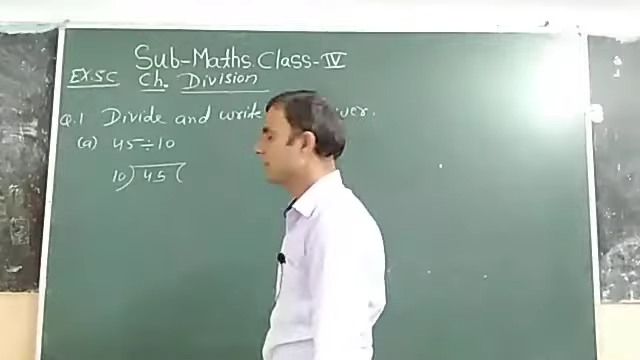 Sub-Maths. Class-IV
EX.5C Ch. Division
Q.1 Divide and write
(a) 45÷10
10)45(